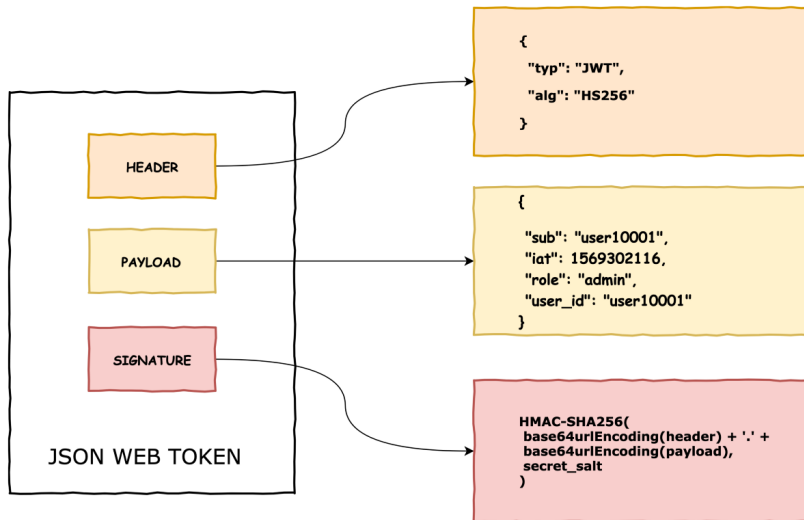 HEADER
PAYLOAD
SIGNATURE
JSON WEB TOKEN
{
"typ": "JWT",
"alg": "HS256"
}
{
"sub": "user10001",
"iat": 1569302116,
"role": "admin",
"user_id": "user10001"
}
HMAC-SHA256(
base64urlEncoding(header) + '.' +
base64urlEncoding(payload),
secret_salt
)